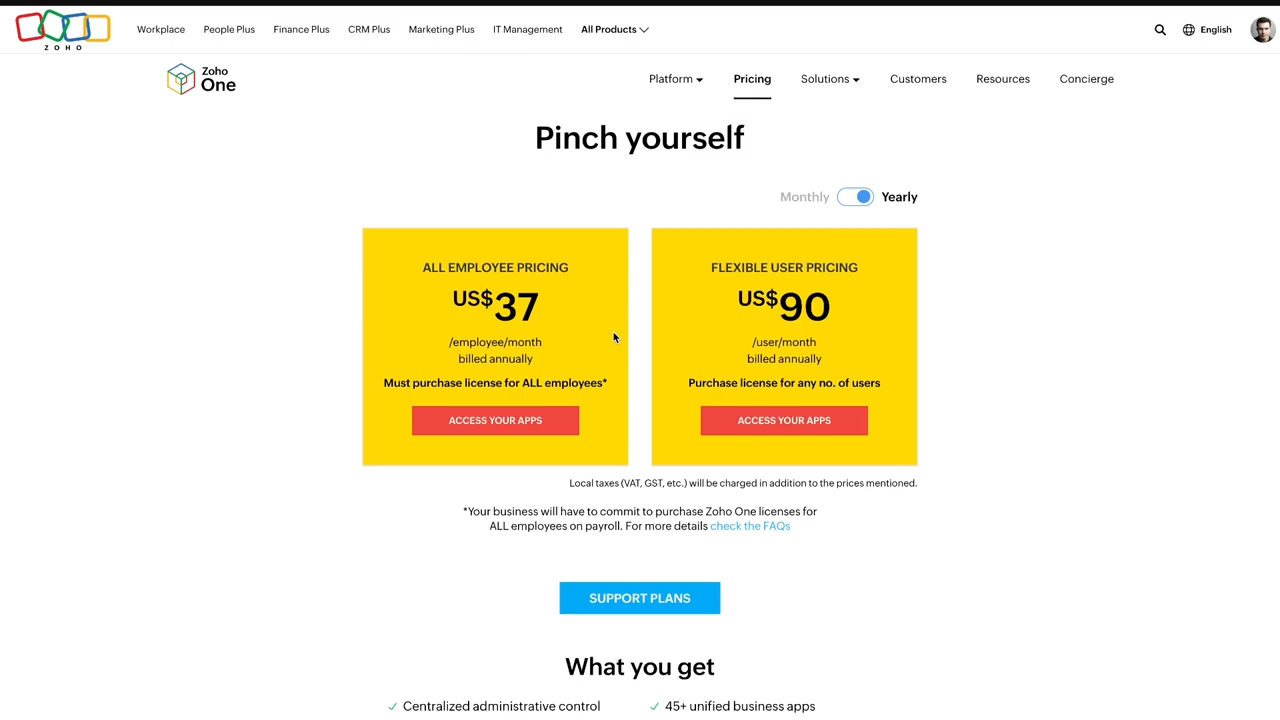 ZOHO
Workplace People Plus Finance Plus CRM Plus Marketing Plus IT Management All Products English
Zoho One
Platform Pricing Solutions Customers Resources Concierge
Pinch yourself
Monthly Yearly
ALL EMPLOYEE PRICING
US$37
/employee/month
billed annually
Must purchase license for ALL employees*
ACCESS YOUR APPS
FLEXIBLE USER PRICING
US$90
/user/month
billed annually
Purchase license for any no. of users
ACCESS YOUR APPS
Local taxes (VAT, GST, etc.) will be charged in addition to the prices mentioned.
*Your business will have to commit to purchase Zoho One licenses for
ALL employees on payroll. For more details check the FAQs
SUPPORT PLANS
What you get
✓ Centralized administrative control ✓ 45+ unified business apps